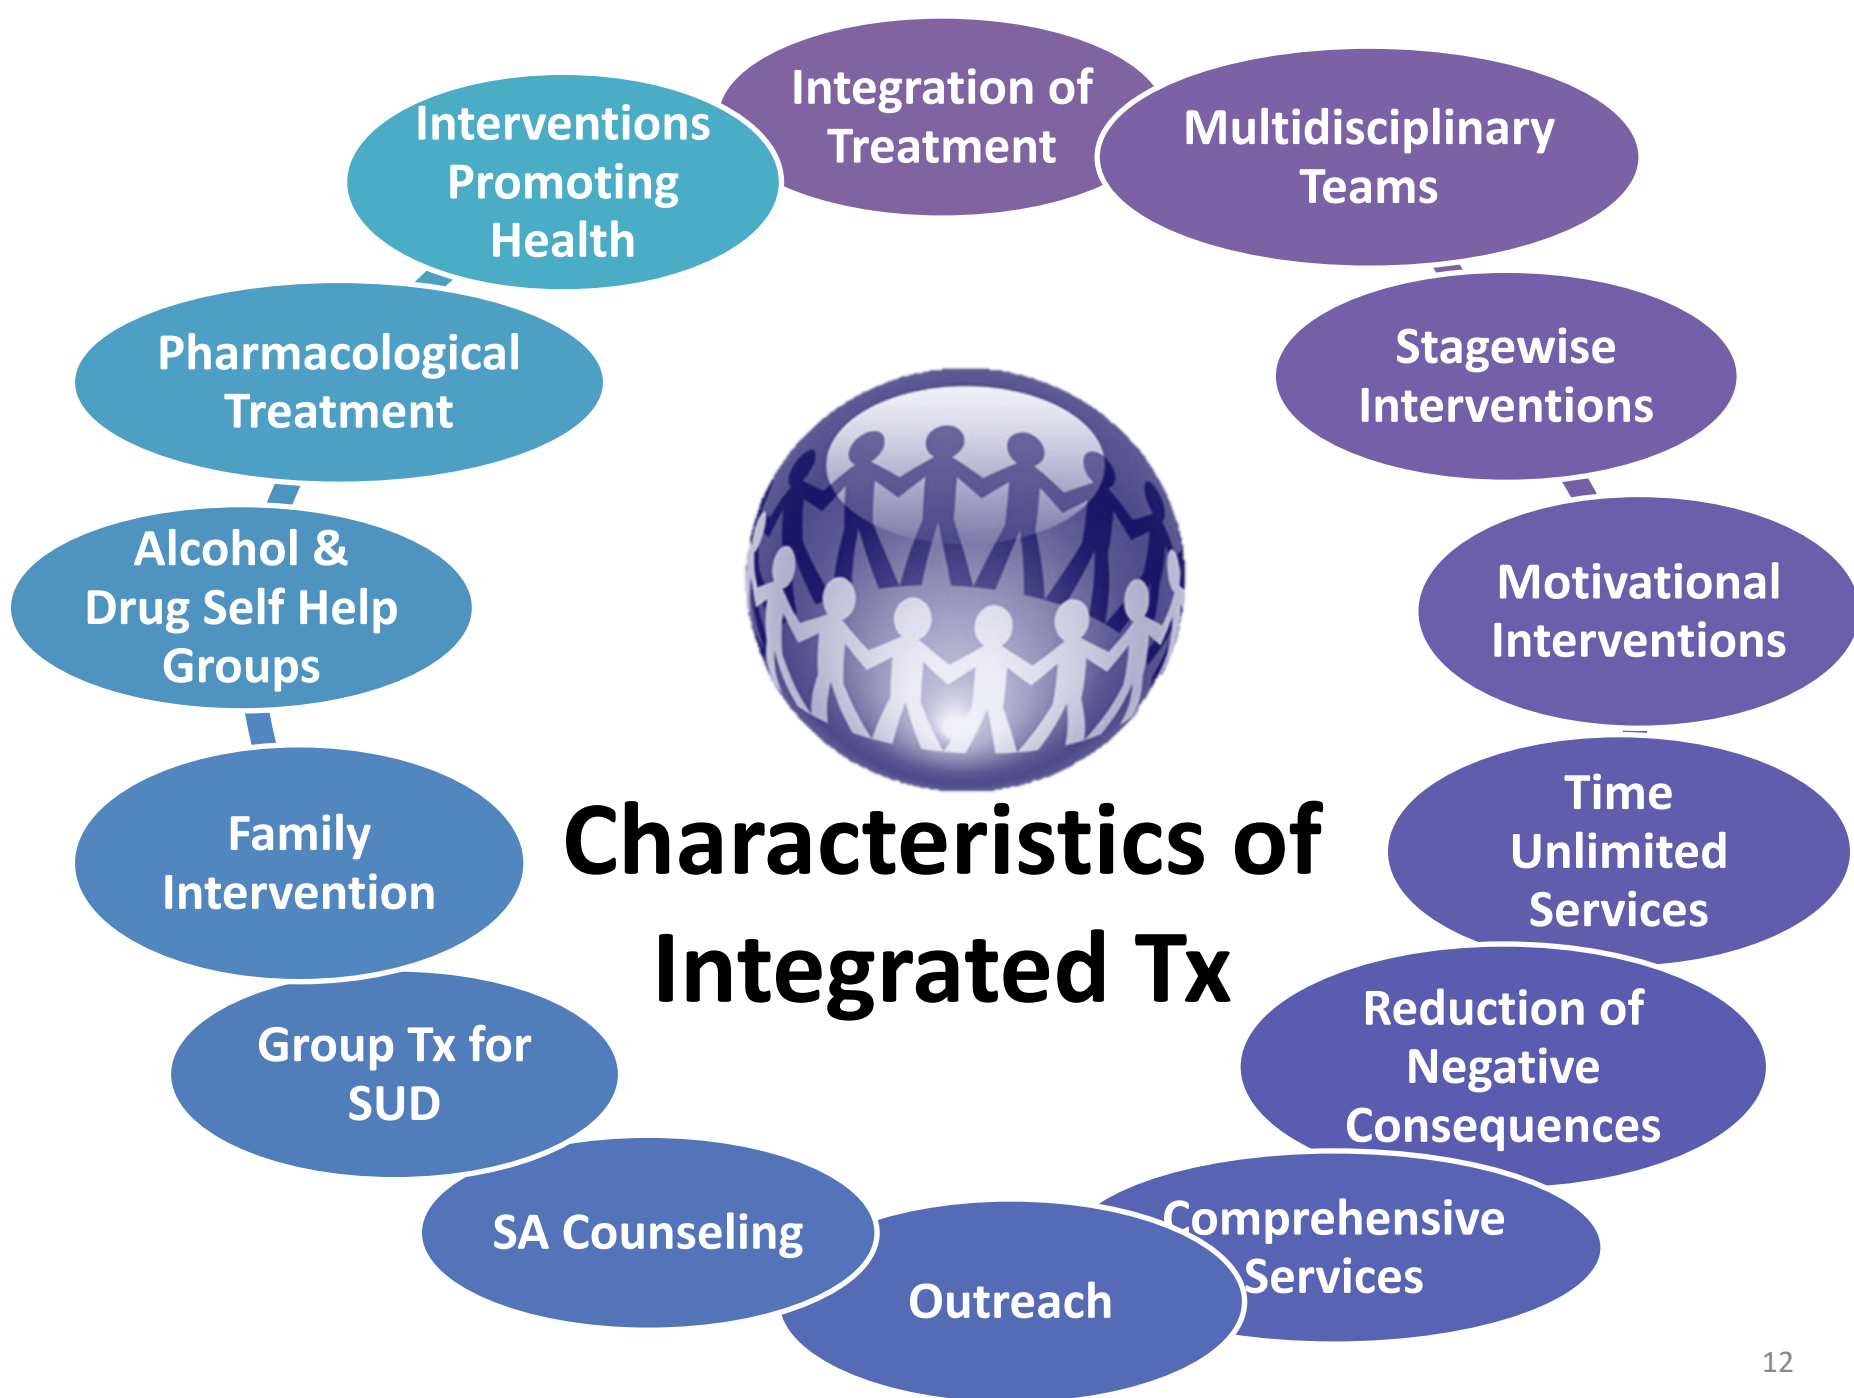 Integration of
Treatment
Multidisciplinary
Teams
Stagewise
Interventions
Motivational
Interventions
Time
Unlimited
Services
Reduction of
Negative
Consequences
Comprehensive
Services
Outreach
SA Counseling
Group Tx for
SUD
Family
Intervention
Alcohol &
Drug Self Help
Groups
Pharmacological
Treatment
Interventions
Promoting
Health
Characteristics of
Integrated Tx
12